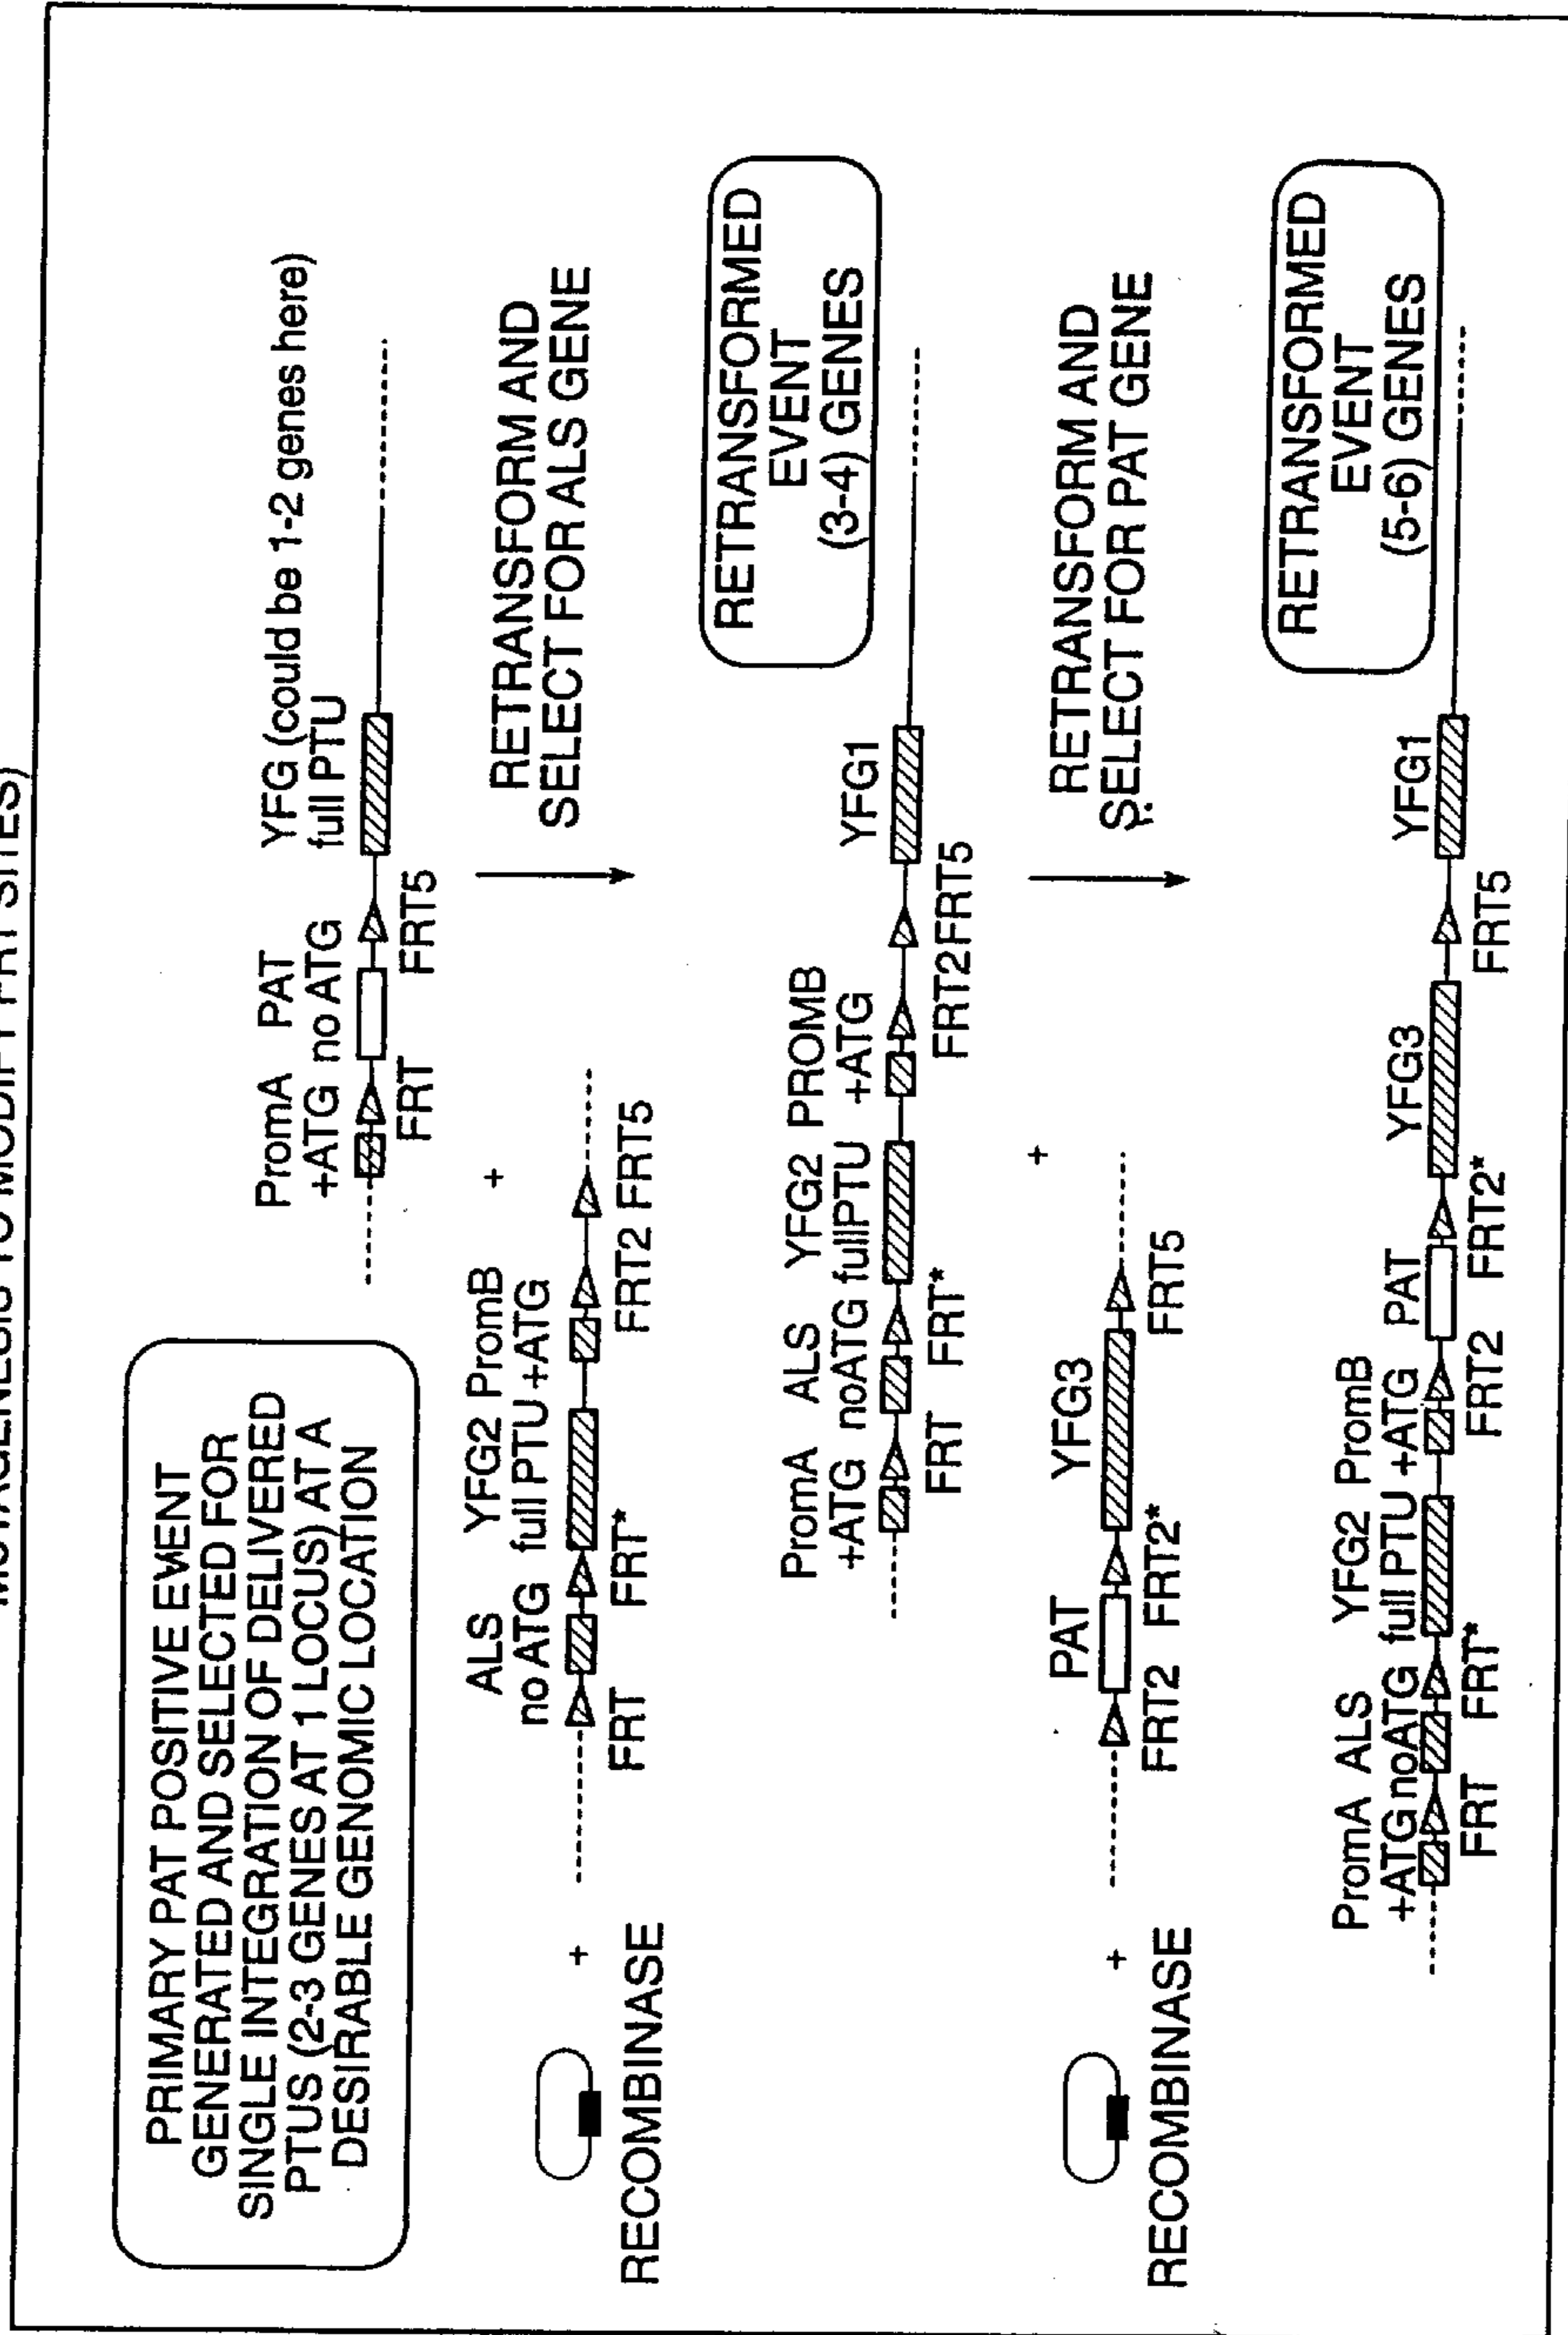 PRIMARY PAT POSITIVE EVENT
GENERATED AND SELECTED FOR
SINGLE INTEGRATION OF DELIVERED
PTUS (2-3 GENES AT 1 LOCUS) AT A
DESIRABLE GENOMIC LOCATION
PromA PAT YFG (could be 1-2 genes here)
+ATG no ATG full PTU
FRT FRT5
ALS YFG2 PromB
no ATG full PTU +ATG
+ +
FRT FRT* FRT2 FRT5
RECOMBINASE
RETRANSFORM AND
SELECT FOR ALS GENE
RETRANSFORMED
EVENT
(3-4) GENES
PromA ALS YFG2 PROMB YFG1
+ATG noATG fullPTU +ATG
FRT FRT* FRT2FRT5
PAT YFG3
+ +
FRT2 FRT2* FRT5
RECOMBINASE
RETRANSFORM AND
SELECT FOR PAT GENE
RETRANSFORMED
EVENT
(5-6) GENES
PromA ALS YFG2 PromB PAT YFG3 YFG1
+ATG noATG full PTU +ATG
FRT FRT* FRT2 FRT2* FRT5